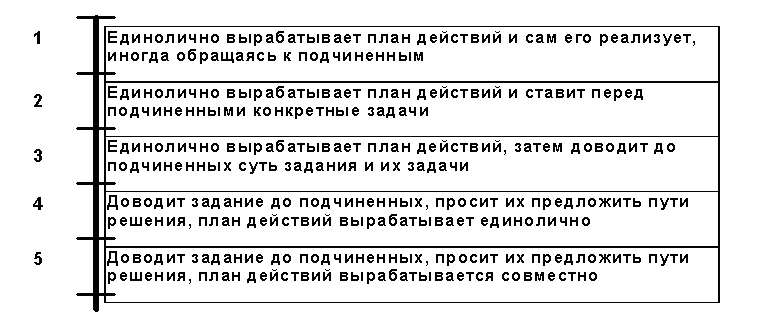 1 Единолично вырабатывает план действий и сам его реализует,
иногда обращаясь к подчиненным
2 Единолично вырабатывает план действий и ставит перед
подчиненными конкретные задачи
3 Единолично вырабатывает план действий, затем доводит до
подчиненных суть задания и их задачи
4 Доводит задание до подчиненных, просит их предложить пути
решения, план действий вырабатывает единолично
5 Доводит задание до подчиненных, просит их предложить пути
решения, план действий вырабатывается совместно